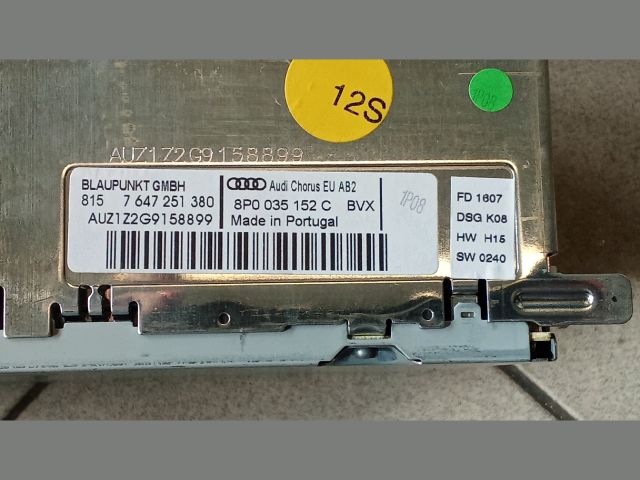 12S
1P08
AUZ1Z2G9158899
BLAUPUNKT GMBH
815 7 647 251 380
AUZ1Z2G9158899
Audi Chorus EU AB2
8P0 035 152 C BVX
Made in Portugal
1P08
FD 1607
DSG K08
HW H15
SW 0240